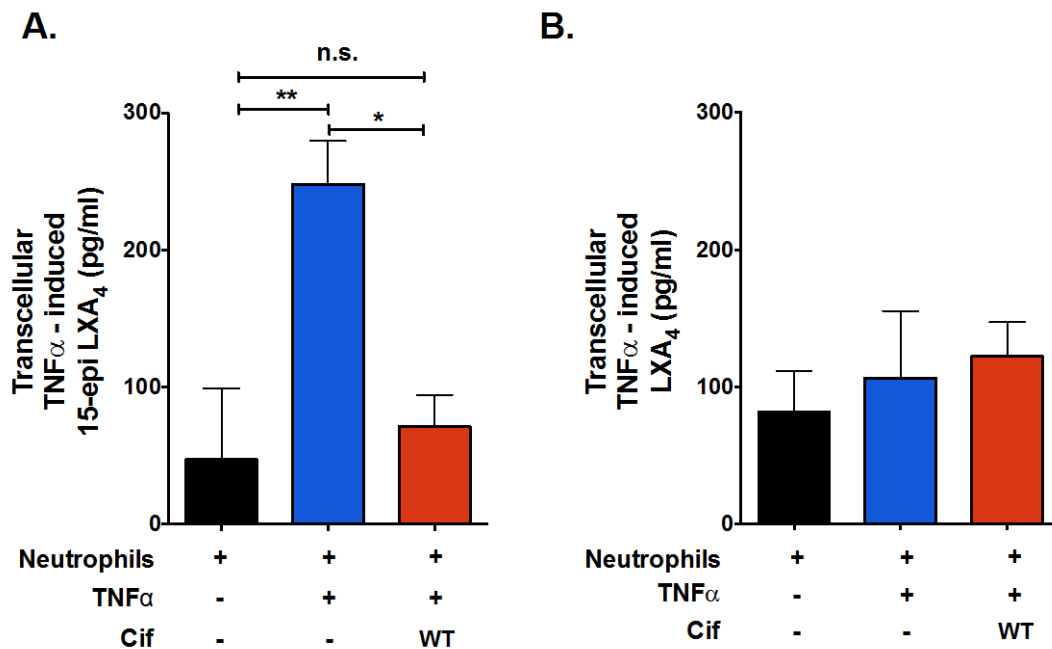 A.
n.s.
**
*
300
200
100
0
Transcellular
TNFα - induced
15-epi LXA4 (pg/ml)
Neutrophils + + +
TNFα - + +
Cif - - WT
B.
300
200
100
0
Transcellular
TNFα - induced
LXA4 (pg/ml)
Neutrophils + + +
TNFα - + +
Cif - - WT